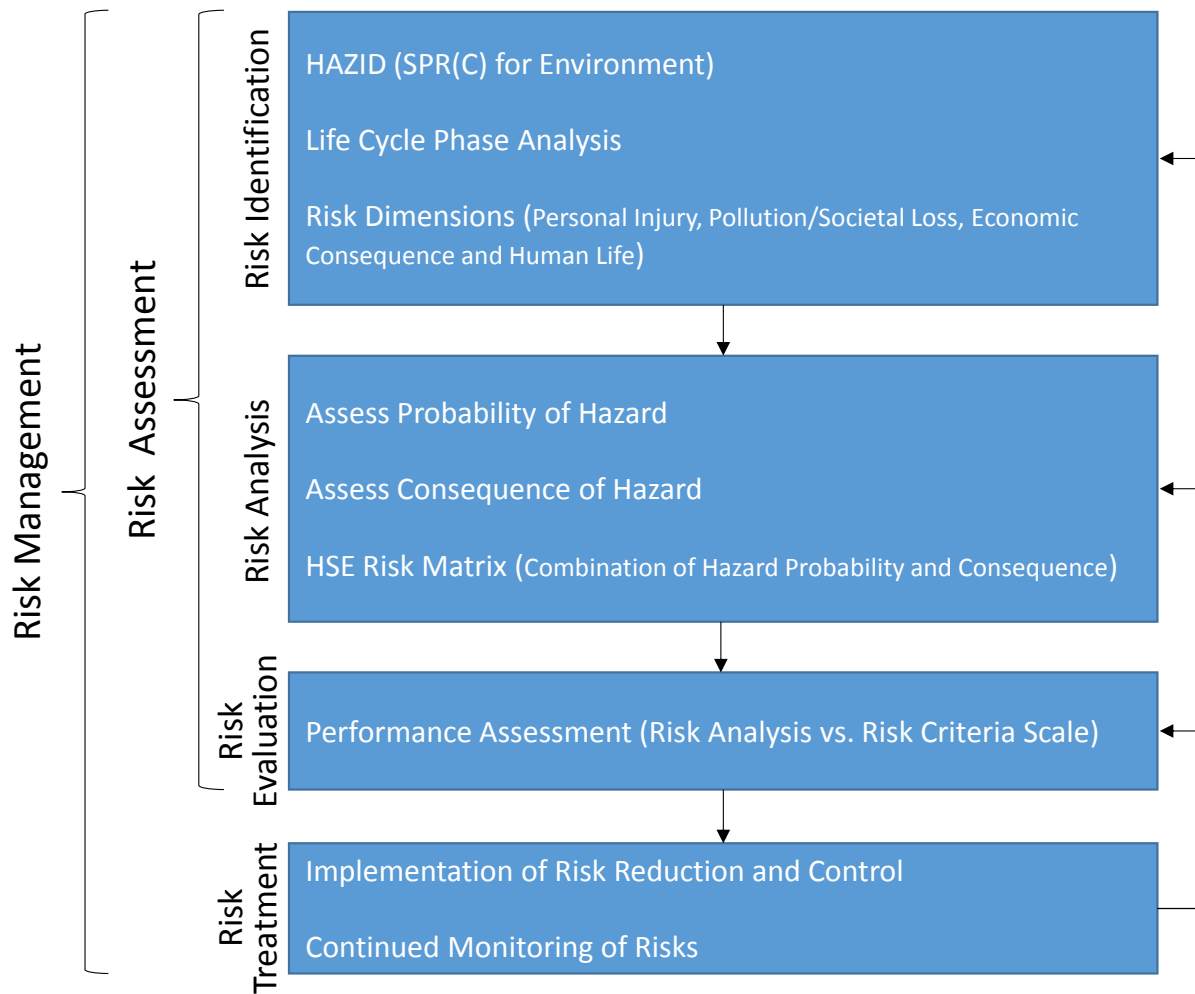 Risk Management
Risk Assessment
Risk Identification
HAZID (SPR(C) for Environment)
Life Cycle Phase Analysis
Risk Dimensions (Personal Injury, Pollution/Societal Loss, Economic
Consequence and Human Life)
Risk Analysis
Assess Probability of Hazard
Assess Consequence of Hazard
HSE Risk Matrix (Combination of Hazard Probability and Consequence)
Risk
Evaluation
Performance Assessment (Risk Analysis vs. Risk Criteria Scale)
Risk
Treatment
Implementation of Risk Reduction and Control
Continued Monitoring of Risks